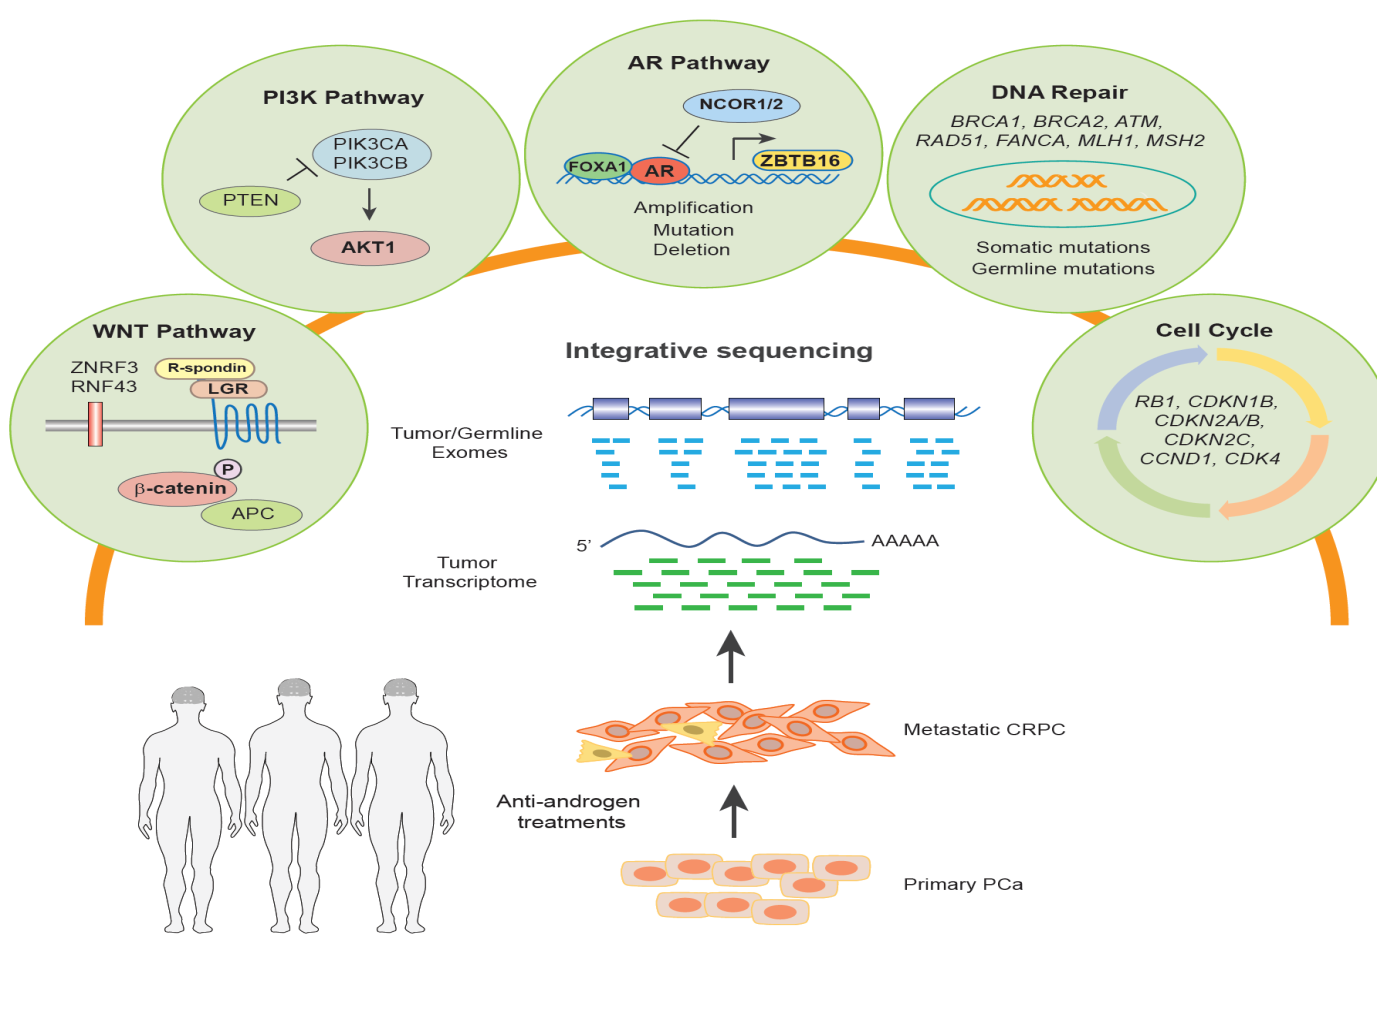 AR Pathway
NCOR1/2
FOXA1
AR
ZBTB16
Amplification
Mutation
Deletion
PI3K Pathway
PIK3CA
PIK3CB
PTEN
AKT1
DNA Repair
BRCA1, BRCA2, ATM,
RAD51, FANCA, MLH1, MSH2
Somatic mutations
Germline mutations
WNT Pathway
ZNRF3
RNF43
R-spondin
LGR
P
β-catenin
APC
Cell Cycle
RB1, CDKN1B,
CDKN2A/B,
CDKN2C,
CCND1, CDK4
Integrative sequencing
Tumor/Germline
Exomes
5’
AAAAA
Tumor
Transcriptome
Metastatic CRPC
Anti-androgen
treatments
Primary PCa